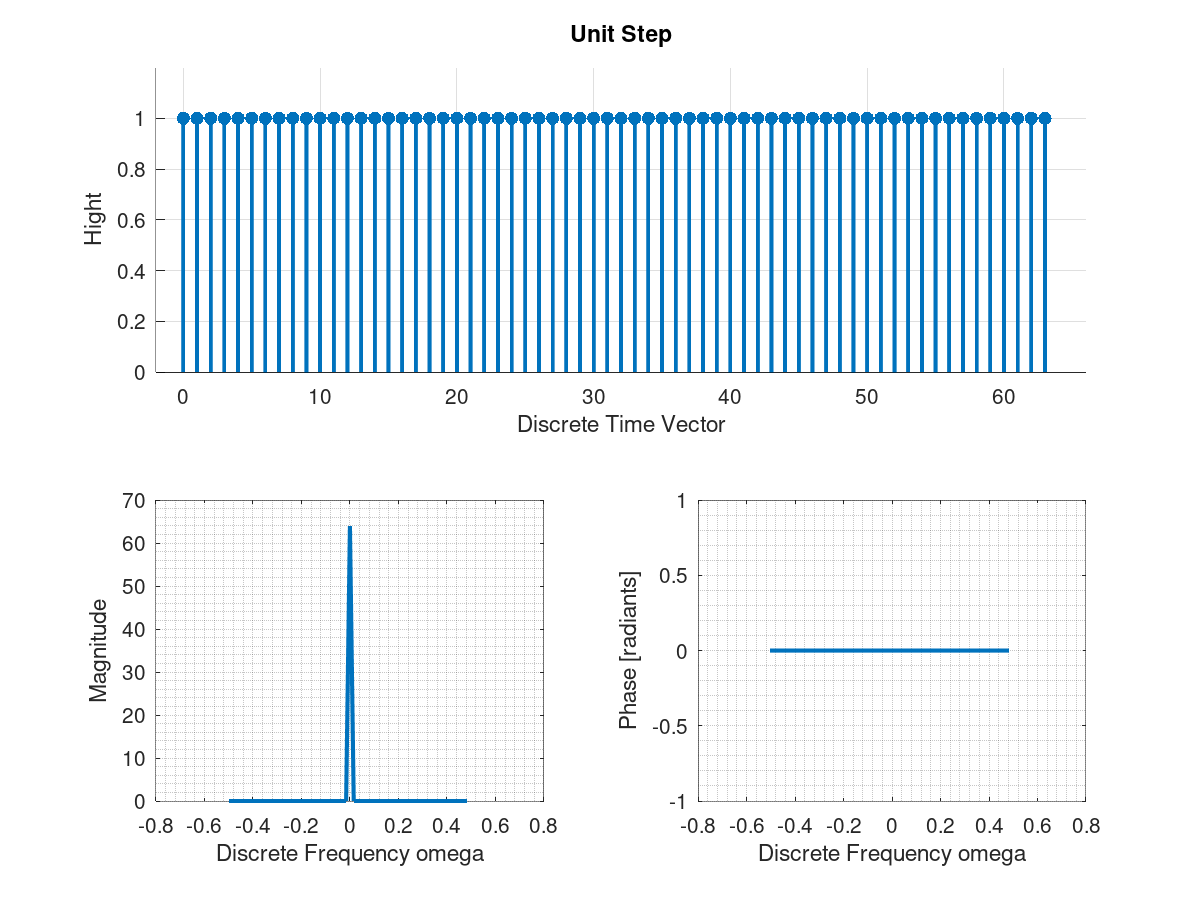 Unit Step
1
0.8
0.6
0.4
0.2
0
Hight
0 10 20 30 40 50 60
Discrete Time Vector
70
60
50
40
30
20
10
0
Magnitude
-0.8 -0.6 -0.4 -0.2 0 0.2 0.4 0.6 0.8
Discrete Frequency omega
1
0.5
0
-0.5
-1
Phase [radiants]
-0.8 -0.6 -0.4 -0.2 0 0.2 0.4 0.6 0.8
Discrete Frequency omega